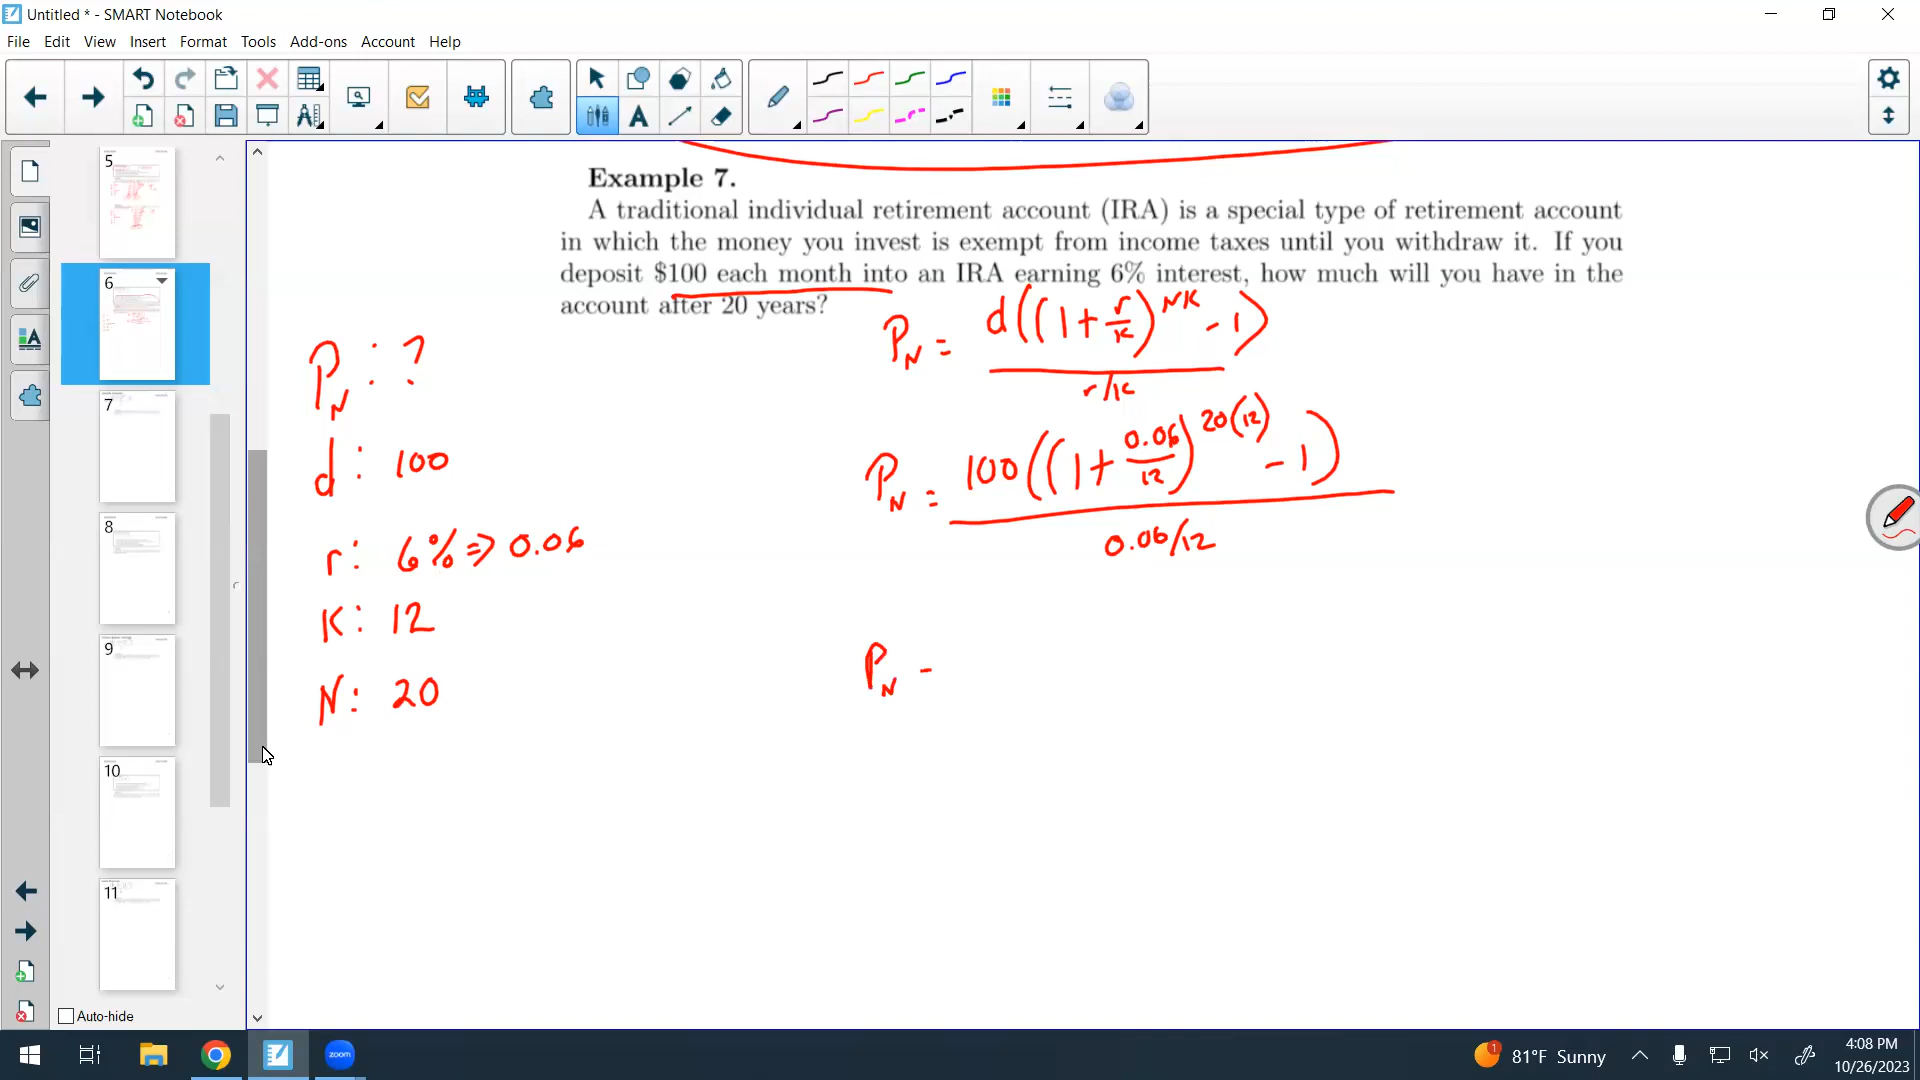 Untitled * - SMART Notebook
File Edit View Insert Format Tools Add-ons Account Help
5
6
7
8
9
10
11
Auto-hide
Example 7.
A traditional individual retirement account (IRA) is a special type of retirement account
in which the money you invest is exempt from income taxes until you withdraw it. If you
deposit $100 each month into an IRA earning 6% interest, how much will you have in the
account after 20 years?
P_N : ?
d : 100
r : 6% => 0.06
K : 12
N : 20
P_N = d((1+r/K)^NK - 1)
r/K
P_N = 100((1+0.06/12)^20(12) - 1)
0.06/12
P_N -
zoom
1
81°F Sunny
4:08 PM
10/26/2023